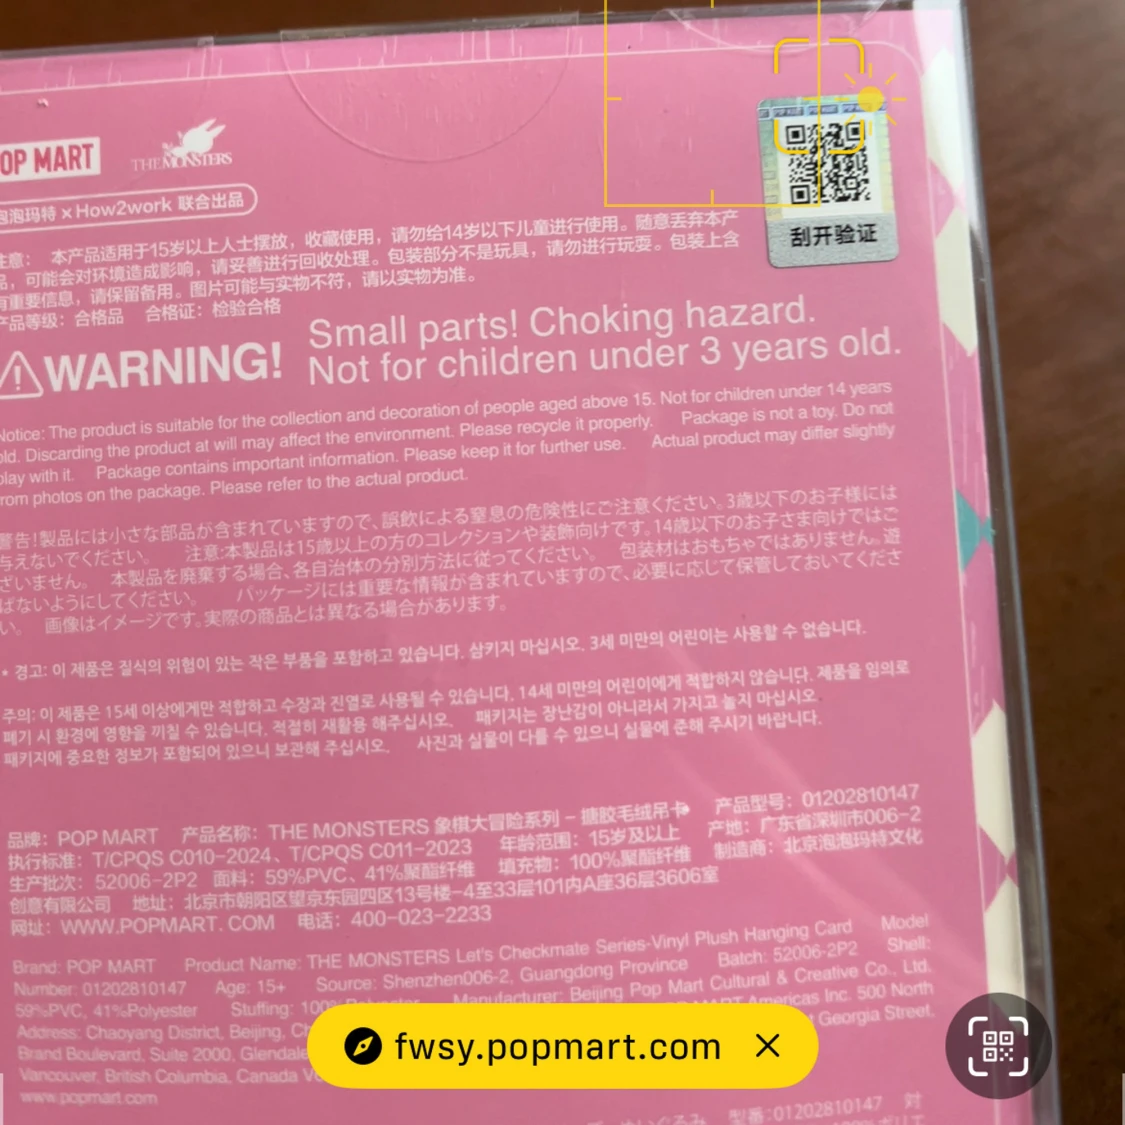 OP MART
THE MONSTERS
POP MART
泡泡玛特 × How2work 联合出品
刮开验证
注意： 本产品适用于15岁以上人士摆放，收藏使用，请勿给14岁以下儿童进行使用。随意丢弃本产
品，可能会对环境造成影响，请妥善进行回收处理。包装部分不是玩具，请勿进行玩耍。包装上含
有重要信息，请保留备用。图片可能与实物不符，请以实物为准。
产品等级：合格品 合格证：检验合格
WARNING!
Small parts! Choking hazard.
Not for children under 3 years old.
Notice: The product is suitable for the collection and decoration of people aged above 15. Not for children under 14 years
old. Discarding the product at will may affect the environment. Please recycle it properly. Package is not a toy. Do not
play with it. Package contains important information. Please keep it for further use. Actual product may differ slightly
from photos on the package. Please refer to the actual product.
警告!製品には小さな部品が含まれていますので、誤飲による窒息の危険性にご注意ください。3歳以下のお子様には
与えないでください。 注意:本製品は15歳以上の方のコレクションや装飾向けです。14歳以下のお子さま向けではご
ざいません。 本製品を廃棄する場合、各自治体の分別方法に従ってください。 包装材はおもちゃではありません。遊
ばないようにしてください。 パッケージには重要な情報が含まれていますので、必要に応じて保管しておいてくださ
い。 画像はイメージです。実際の商品とは異なる場合があります。
* 경고: 이 제품은 질식의 위험이 있는 작은 부품을 포함하고 있습니다. 삼키지 마십시오. 3세 미만의 어린이는 사용할 수 없습니다.
주의: 이 제품은 15세 이상에게만 적합하고 수장과 진열로 사용될 수 있습니다. 14세 미만의 어린이에게 적합하지 않습니다. 제품을 임의로
폐기 시 환경에 영향을 끼칠 수 있습니다. 적절히 재활용 해주십시오. 패키지는 장난감이 아니라서 가지고 놀지 마십시오.
패키지에 중요한 정보가 포함되어 있으니 보관해 주십시오. 사진과 실물이 다를 수 있으니 실물에 준해 주시기 바랍니다.
品牌：POP MART 产品名称：THE MONSTERS 象棋大冒险系列－搪胶毛绒吊卡 产品型号：01202810147
执行标准：T/CPQS C010-2024、T/CPQS C011-2023 年龄范围：15岁及以上 产地：广东省深圳市006-2
生产批次：52006-2P2 面料：59%PVC、41%聚酯纤维 填充物：100%聚酯纤维 制造商：北京泡泡玛特文化
创意有限公司 地址：北京市朝阳区望京东园四区13号楼-4至33层101内A座36层3606室
网址：WWW.POPMART.COM 电话：400-023-2233
Brand: POP MART Product Name: THE MONSTERS Let's Checkmate Series-Vinyl Plush Hanging Card Model
Number: 01202810147 Age: 15+ Source: Shenzhen006-2, Guangdong Province Batch: 52006-2P2 Shell:
59%PVC, 41%Polyester Stuffing: 100% Polyester Manufacturer: Beijing Pop Mart Cultural & Creative Co., Ltd.
Address: Chaoyang District, Beijing, MART Americas Inc. 500 North
Brand Boulevard, Suite 2000, Glendale Georgia Street,
Vancouver, British Columbia, Canada
www.popmart.com
fwsy.popmart.com
型番:01202810147 対